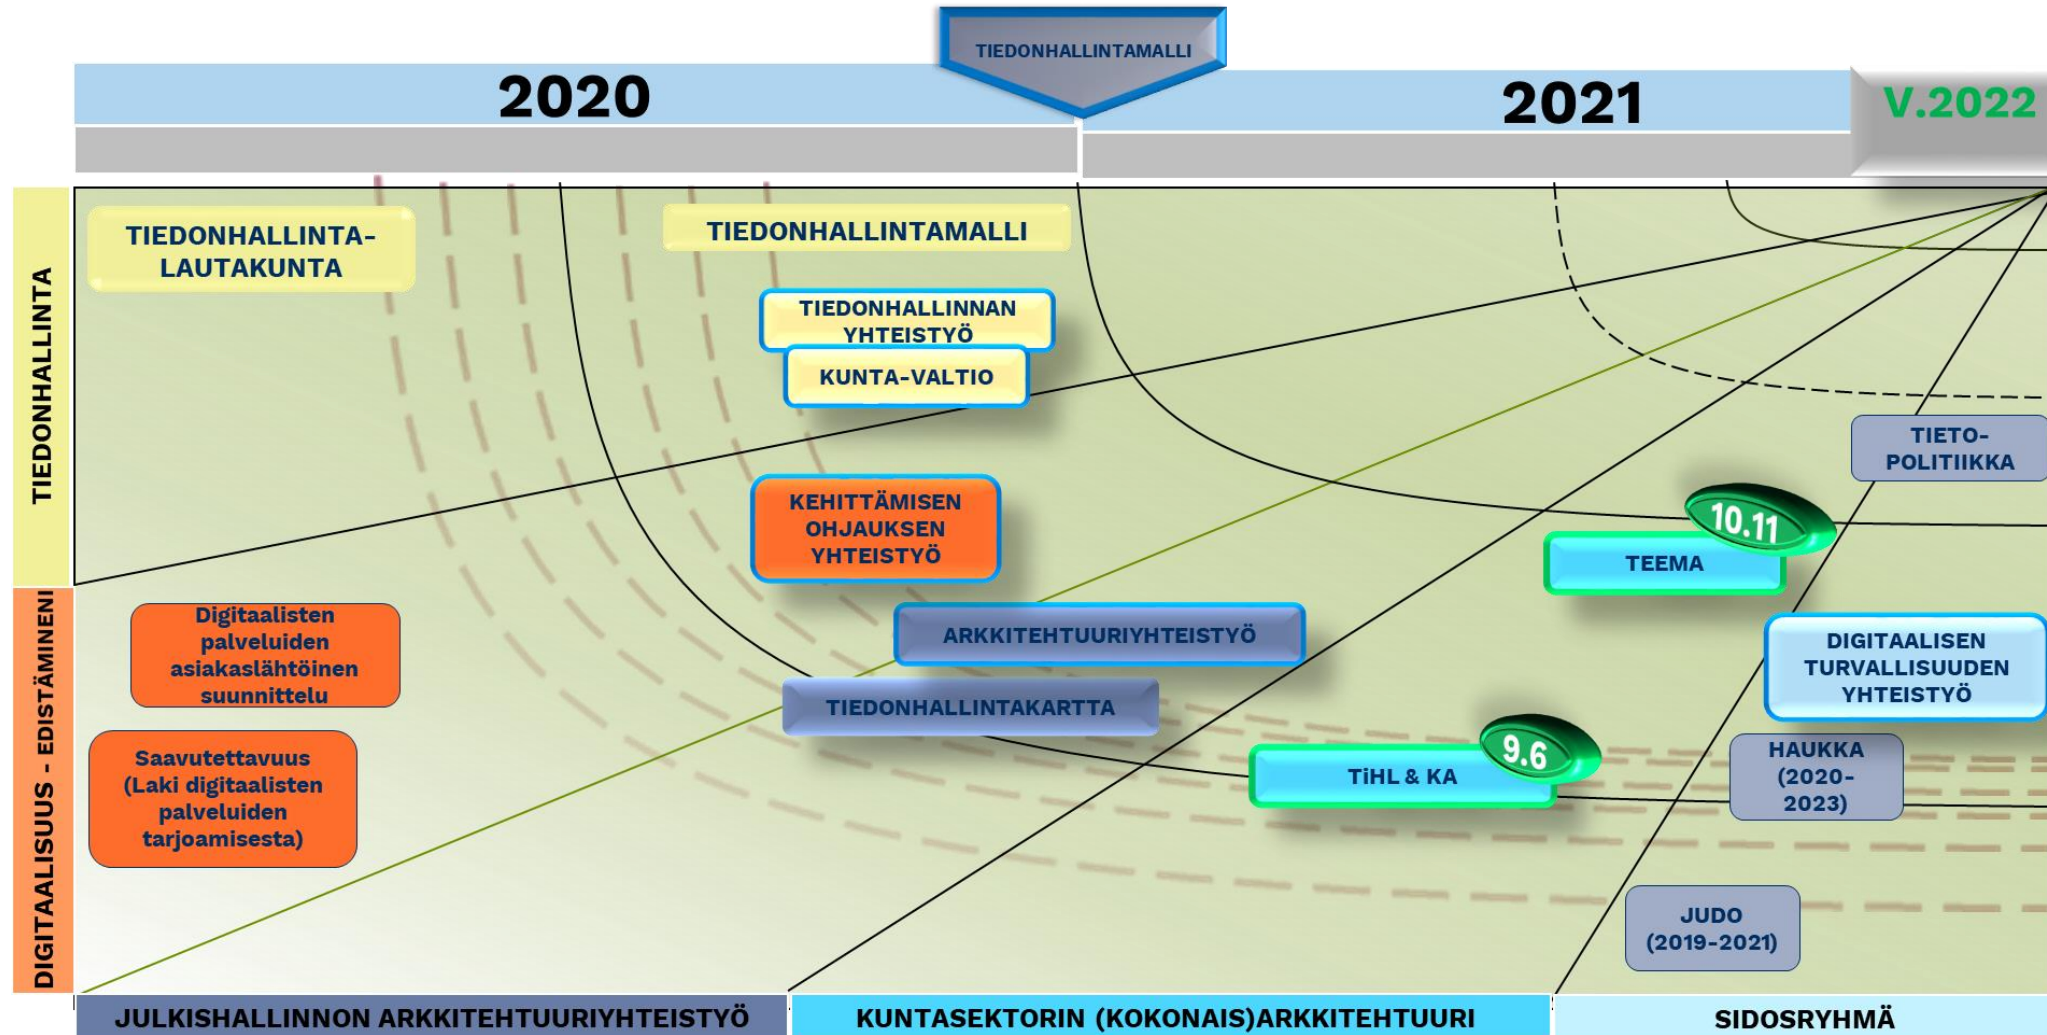 TIEDONHALLINTAMALLI
2020
2021
V.2022
TIEDONHALLINTA
TIEDONHALLINTA-
LAUTAKUNTA
TIEDONHALLINTAMALLI
TIEDONHALLINNAN
YHTEISTYÖ
KUNTA-VALTIO
TIETO-
POLITIIKKA
KEHITTÄMISEN
OHJAUKSEN
YHTEISTYÖ
10.11
TEEMA
DIGITAALISUUS - EDISTÄMINENI
Digitaalisten
palveluiden
asiakaslähtöinen
suunnittelu
ARKKITEHTUURIYHTEISTYÖ
DIGITAALISEN
TURVALLISUUDEN
YHTEISTYÖ
TIEDONHALLINTAKARTTA
Saavutettavuus
(Laki digitaalisten
palveluiden
tarjoamisesta)
9.6
TiHL & KA
HAUKKA
(2020-
2023)
JUDO
(2019-2021)
JULKISHALLINNON ARKKITEHTUURIYHTEISTYÖ
KUNTASEKTORIN (KOKONAIS)ARKKITEHTUURI
SIDOSRYHMÄ